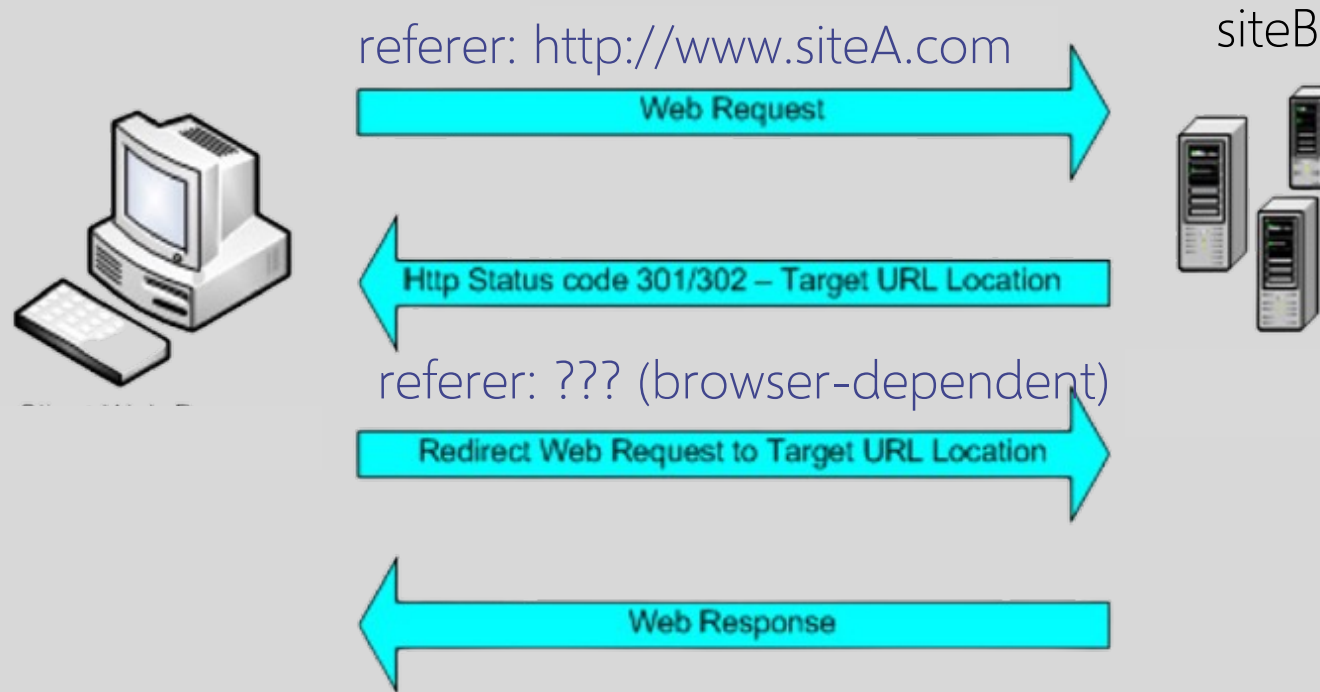 siteB
referer: http://www.siteA.com
Web Request
Http Status code 301/302 – Target URL Location
referer: ??? (browser-dependent)
Redirect Web Request to Target URL Location
Web Response